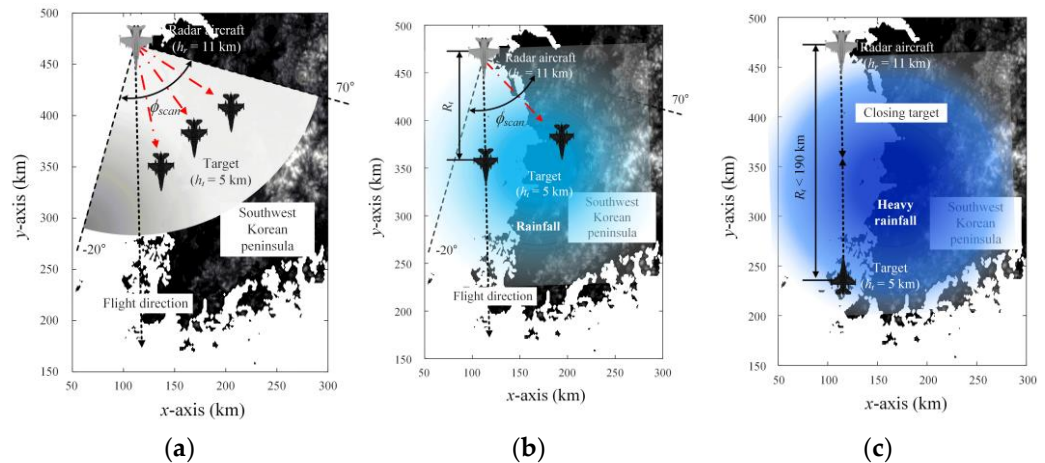 500
450
400
350
300
250
200
150
50 100 150 200 250 300
y-axis (km)
x-axis (km)
Radar aircraft
(hr = 11 km)
70°
ϕscan
Target
(ht = 5 km)
Southwest
Korean
peninsula
-20°
Flight direction
(a)
500
450
400
350
300
250
200
150
50 100 150 200 250 300
y-axis (km)
x-axis (km)
Radar aircraft
(hr = 11 km)
70°
Rt
ϕscan
Target
(ht = 5 km)
Rainfall
Southwest
Korean
peninsula
-20°
Flight direction
(b)
500
450
400
350
300
250
200
150
50 100 150 200 250 300
y-axis (km)
x-axis (km)
Radar aircraft
(hr = 11 km)
Closing target
Rt < 190 km
Heavy
rainfall
Southwest
Korean
peninsula
Target
(ht = 5 km)
(c)